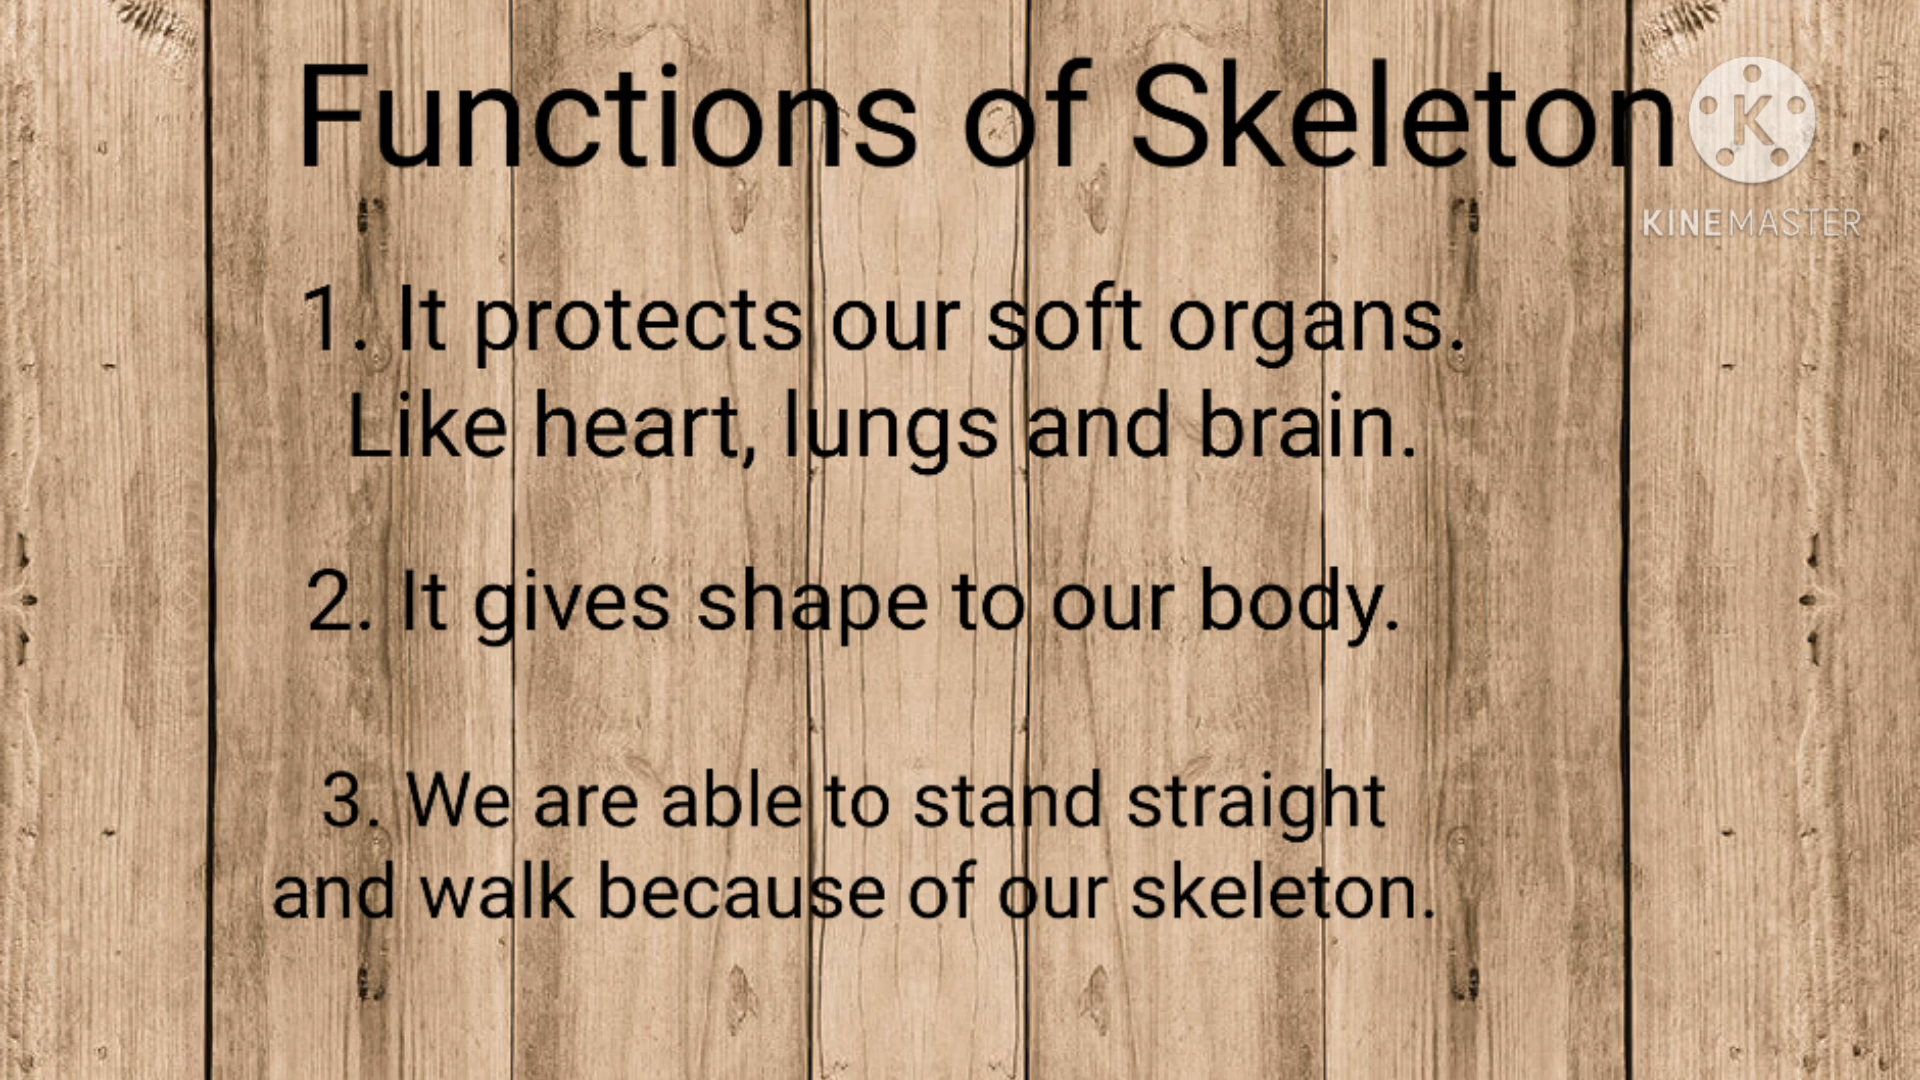 Functions of Skeleton
K
KINEMASTER
1. It protects our soft organs.
Like heart, lungs and brain.
2. It gives shape to our body.
3. We are able to stand straight
and walk because of our skeleton.